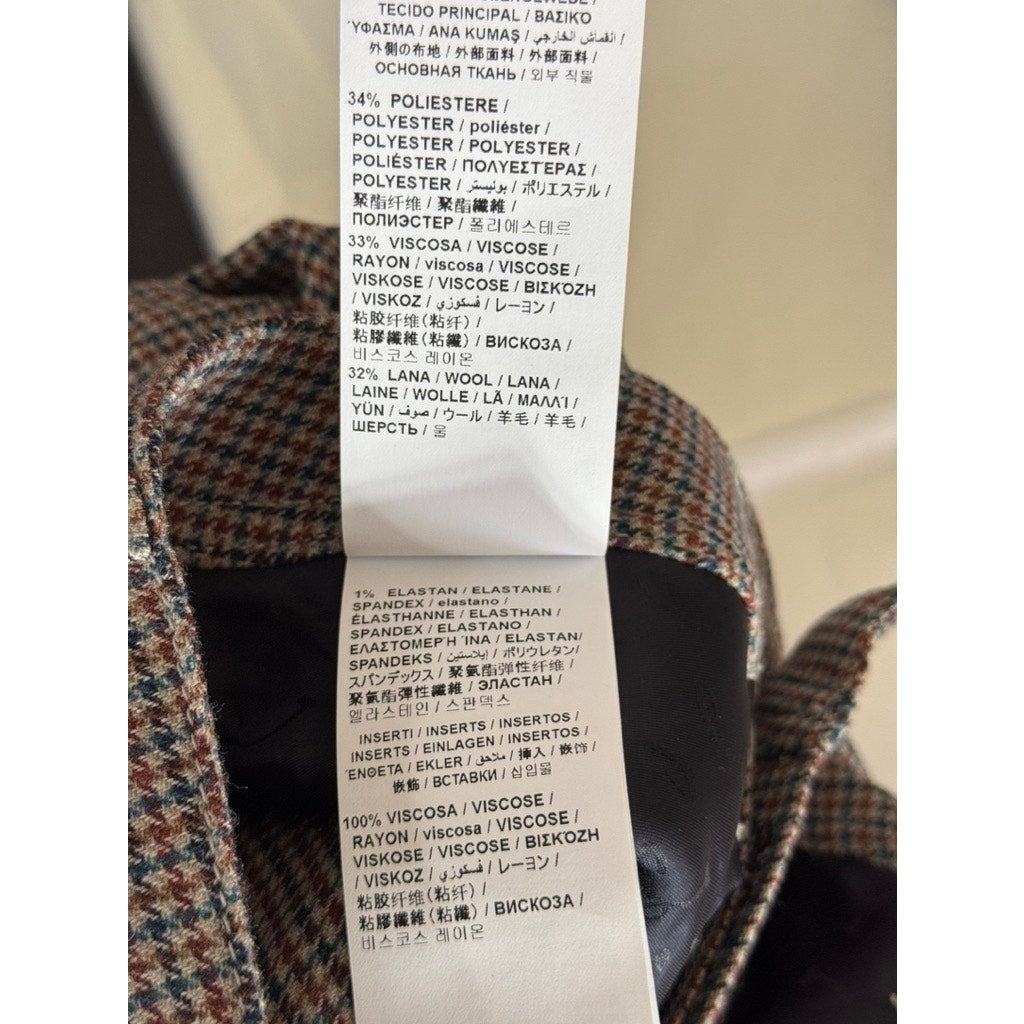 TECIDO PRINCIPAL / ΒΑΣΙΚΌ
ΎΦΑΣΜΑ / ANA KUMAŞ / القماش الخارجي /
外側の布地 / 外部面料 / 外部面料 /
ОСНОВНАЯ ТКАНЬ / 외부 직물
34% POLIESTERE /
POLYESTER / poliéster /
POLYESTER / POLYESTER /
POLIÉSTER / ΠΟΛΥΕΣΤΈΡΑΣ /
POLYESTER / بوليستر / ポリエステル /
聚酯纤维 / 聚酯纖維 /
ПОЛИЭСТЕР / 폴리에스테르
33% VISCOSA / VISCOSE /
RAYON / viscosa / VISCOSE /
VISKOSE / VISCOSE / ΒΙΣΚΌΖΗ
/ VISKOZ / فسكوزي / レーヨン /
粘胶纤维(粘纤) /
粘膠纖維(粘纖) / ВИСКОЗА /
비스코스 레이온
32% LANA / WOOL / LANA /
LAINE / WOLLE / LÃ / ΜΑΛΛΊ /
YÜN / صوف / ウール / 羊毛 / 羊毛 /
ШЕРСТЬ / 울
1% ELASTAN / ELASTANE /
SPANDEX / elastano /
ÉLASTHANNE / ELASTHAN /
SPANDEX / ELASTANO /
ΕΛΑΣΤΟΜΕΡΉ ΊΝΑ / ELASTAN/
SPANDEKS / إيلاستين / ポリウレタン/
スパンデックス / 聚氨酯弹性纤维 /
聚氨酯彈性纖維 / ЭЛАСТАН /
엘라스테인 / 스판덱스
INSERTI / INSERTS / INSERTOS /
INSERTS / EINLAGEN / INSERTOS /
ΈΝΘΕΤΑ / EKLER / ملاحق / 挿入 / 嵌饰 /
嵌飾 / ВСТАВКИ / 삽입물
100% VISCOSA / VISCOSE /
RAYON / viscosa / VISCOSE /
VISKOSE / VISCOSE / ΒΙΣΚΌΖΗ
/ VISKOZ / فسكوزي / レーヨン /
粘胶纤维(粘纤) /
粘膠纖維(粘纖) / ВИСКОЗА /
비스코스 레이온